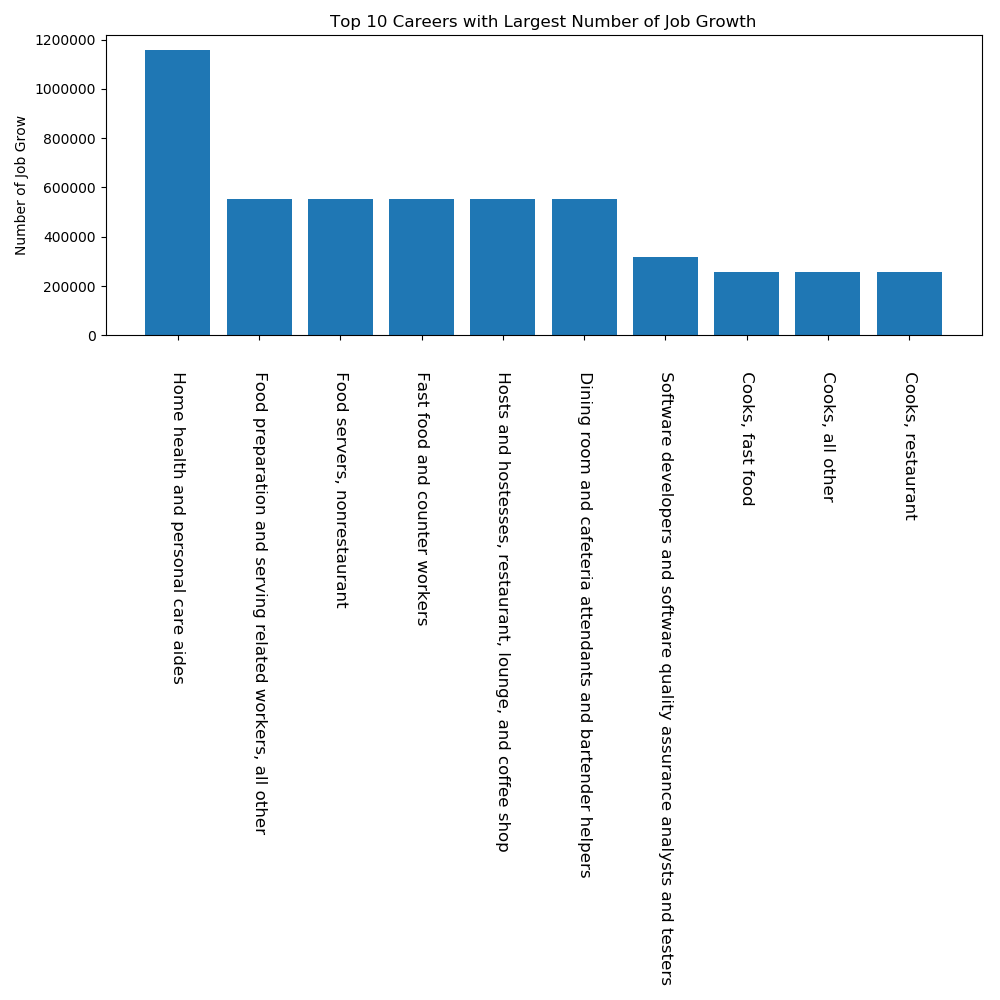 Top 10 Careers with Largest Number of Job Growth
Number of Job Grow
1200000
1000000
800000
600000
400000
200000
0
Home health and personal care aides
Food preparation and serving related workers, all other
Food servers, nonrestaurant
Fast food and counter workers
Hosts and hostesses, restaurant, lounge, and coffee shop
Dining room and cafeteria attendants and bartender helpers
Software developers and software quality assurance analysts and testers
Cooks, fast food
Cooks, all other
Cooks, restaurant